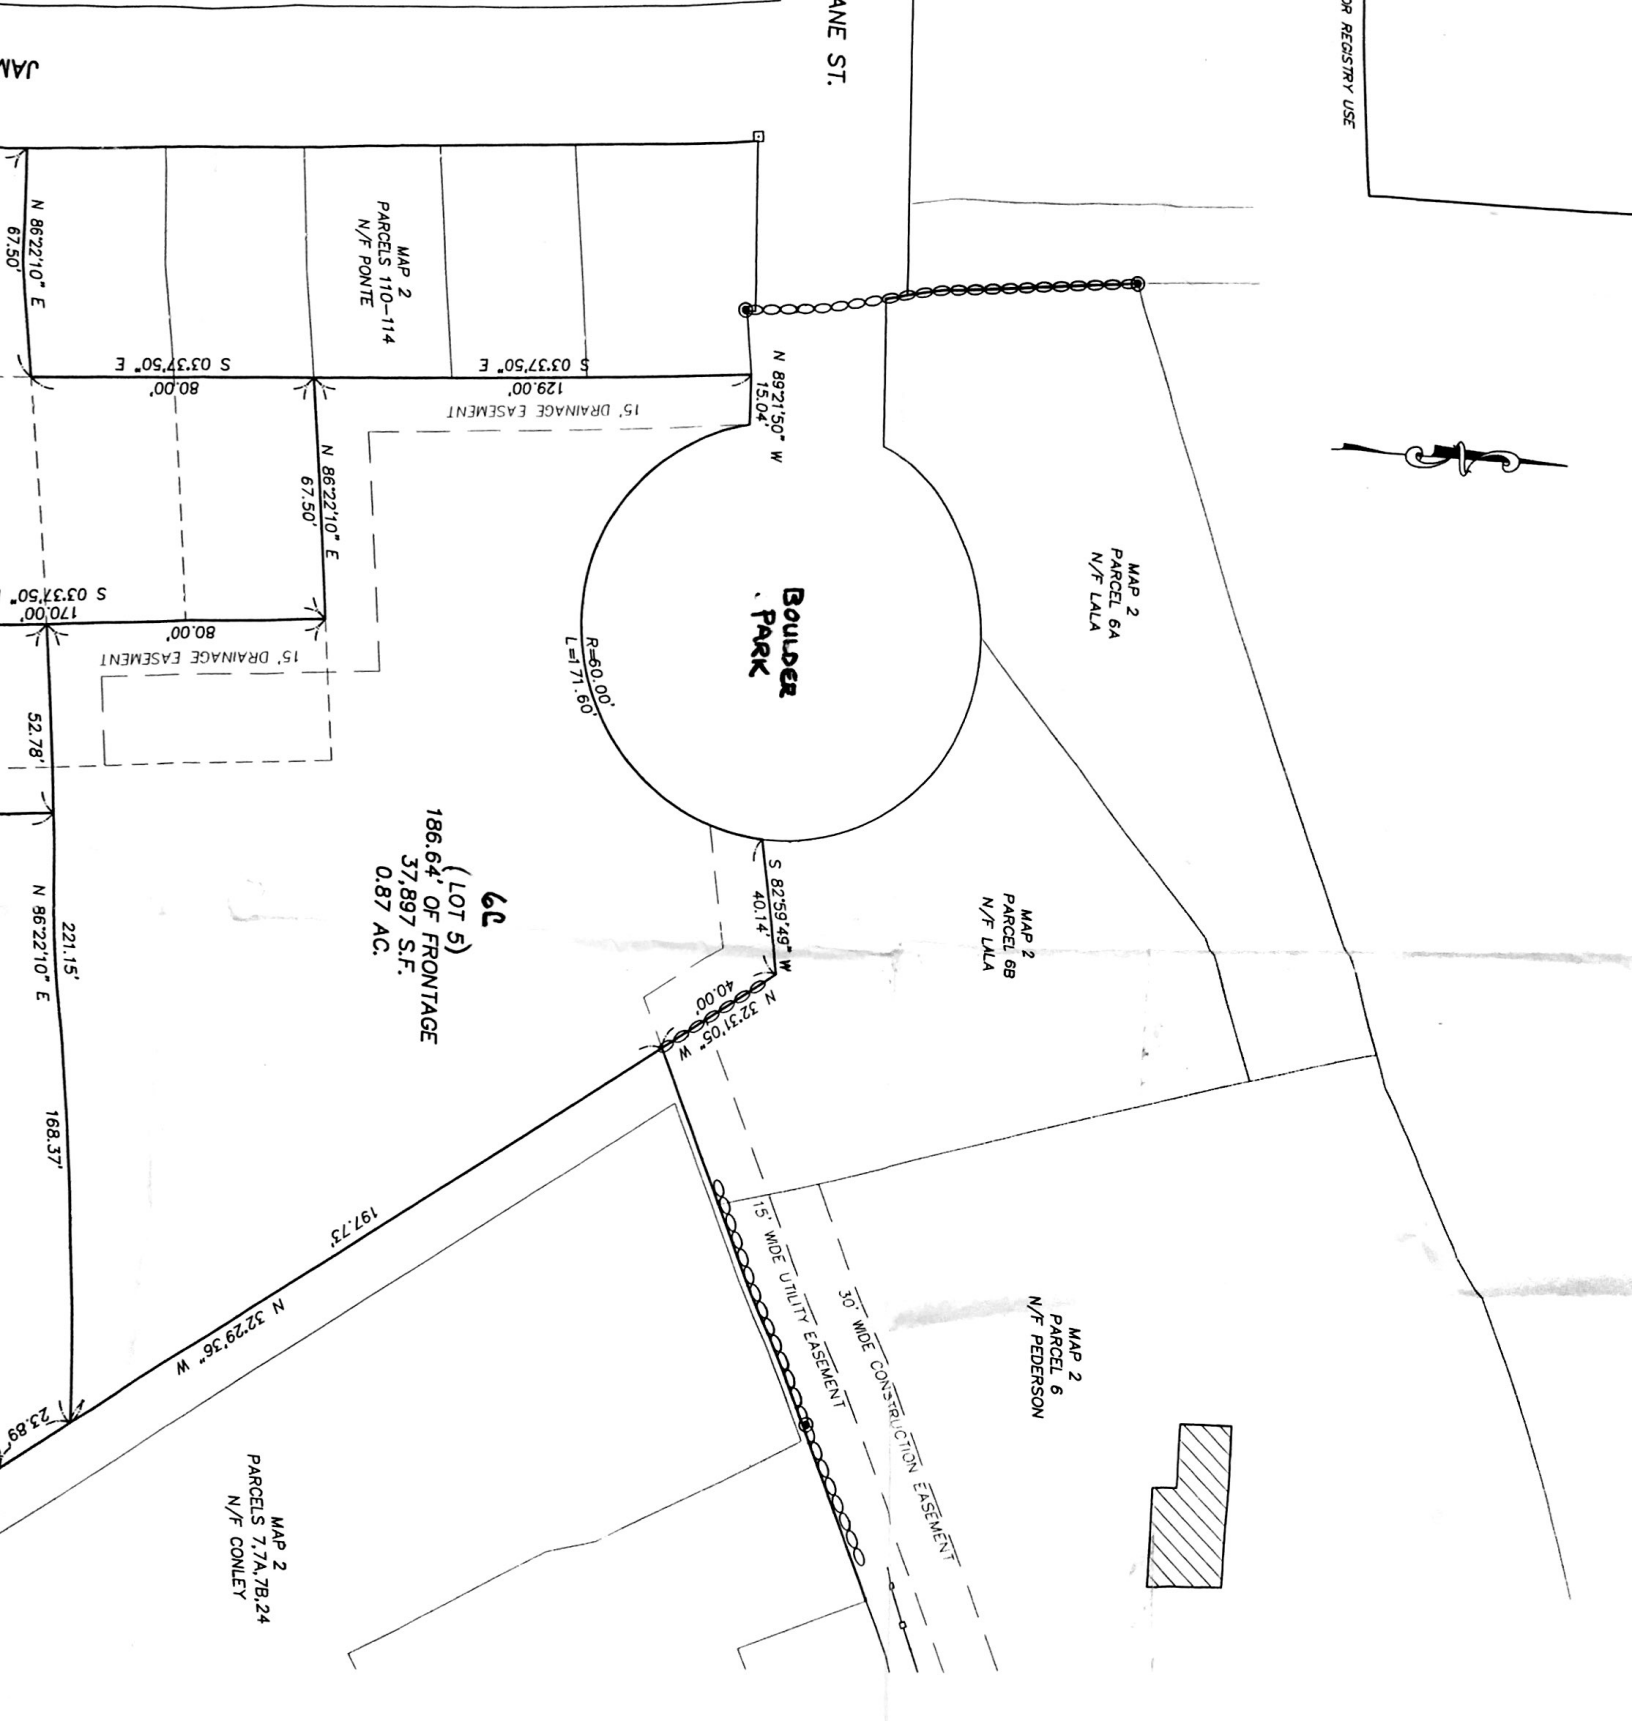 ANE ST.
OR REGISTRY USE
JAM
N 86°22'10" E
67.50'
MAP 2
PARCELS 110-114
N/F PONTE
S 03°37'50" E
80.00'
S 03°37'50" E
129.00'
15' DRAINAGE EASEMENT
N 89°21'50" W
15.04'
N 86°22'10" E
67.50'
S 03°37'50"
170.00'
80.00'
15' DRAINAGE EASEMENT
BOULDER
PARK
R=60.00'
L=171.60'
MAP 2
PARCEL 6A
N/F LALA
52.78'
6C
(LOT 5)
186.64' OF FRONTAGE
37,897 S.F.
0.87 AC.
S 82°59'49" W
40.14'
MAP 2
PARCEL 6B
N/F LALA
N 32°31'05" W
40.00'
221.15'
N 86°22'10" E
168.37'
197.73'
N 32°29'36" W
23.89'
15' WIDE UTILITY EASEMENT
30' WIDE CONSTRUCTION EASEMENT
MAP 2
PARCEL 6
N/F PEDERSON
MAP 2
PARCELS 7,7A,7B,24
N/F CONLEY